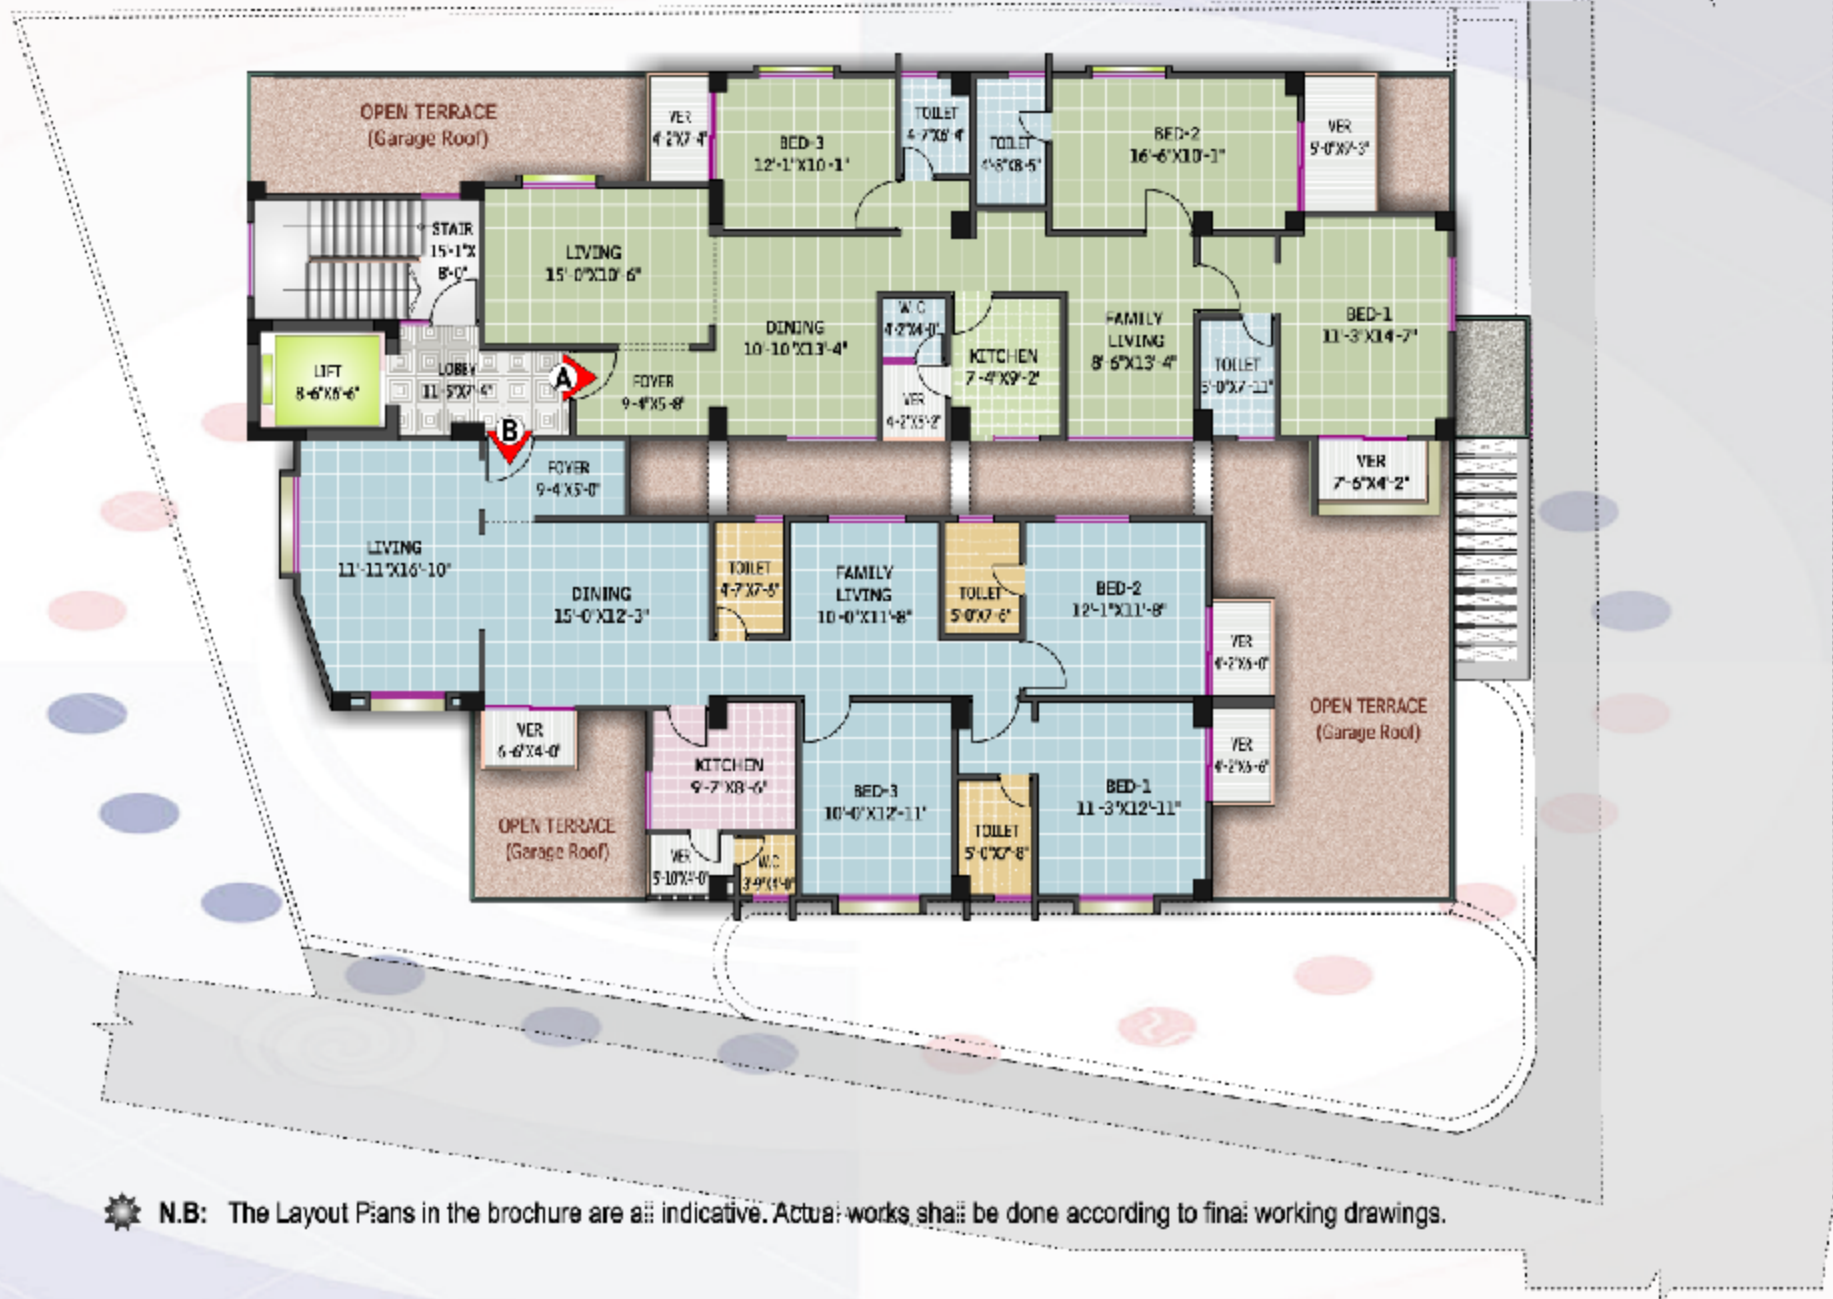 OPEN TERRACE
(Garage Roof)
VER
4'-2"X7'-4"
BED-3
12'-1"X10'-1"
TOILET
4'-7"X6'-4"
TOILET
4'-8"X8'-5"
BED-2
16'-6"X10'-1"
VER
5'-0"X9'-3"
STAIR
15'-1"X
8'-0"
LIVING
15'-0"X10'-6"
DINING
10'-10"X13'-4"
W.C
4'-2"X4'-0"
VER
KITCHEN
7'-4"X9'-2"
FAMILY
LIVING
8'-6"X13'-4"
TOILET
5'-0"X7'-11"
BED-1
11'-3"X14'-7"
LIFT
8'-6"X6'-6"
LOBBY
11'-5"X7'-4"
A
FOYER
9'-4"X5'-8"
B
FOYER
9'-4"X5'-0"
VER
7'-6"X4'-2"
LIVING
11'-11"X16'-10"
DINING
15'-0"X12'-3"
TOILET
4'-7"X7'-6"
FAMILY
LIVING
10'-0"X11'-8"
TOILET
5'-0"X7'-6"
BED-2
12'-1"X11'-8"
VER
4'-2"X6'-0"
OPEN TERRACE
(Garage Roof)
VER
6'-6"X4'-0"
KITCHEN
9'-7"X8'-6"
BED-3
10'-0"X12'-11"
BED-1
11'-3"X12'-11"
VER
4'-2"X6'-6"
OPEN TERRACE
(Garage Roof)
VER
5'-10"X4'-0"
W.C
3'-9"X4'-0"
TOILET
5'-0"X7'-8"
N.B: The Layout Plans in the brochure are all indicative. Actual works shall be done according to final working drawings.